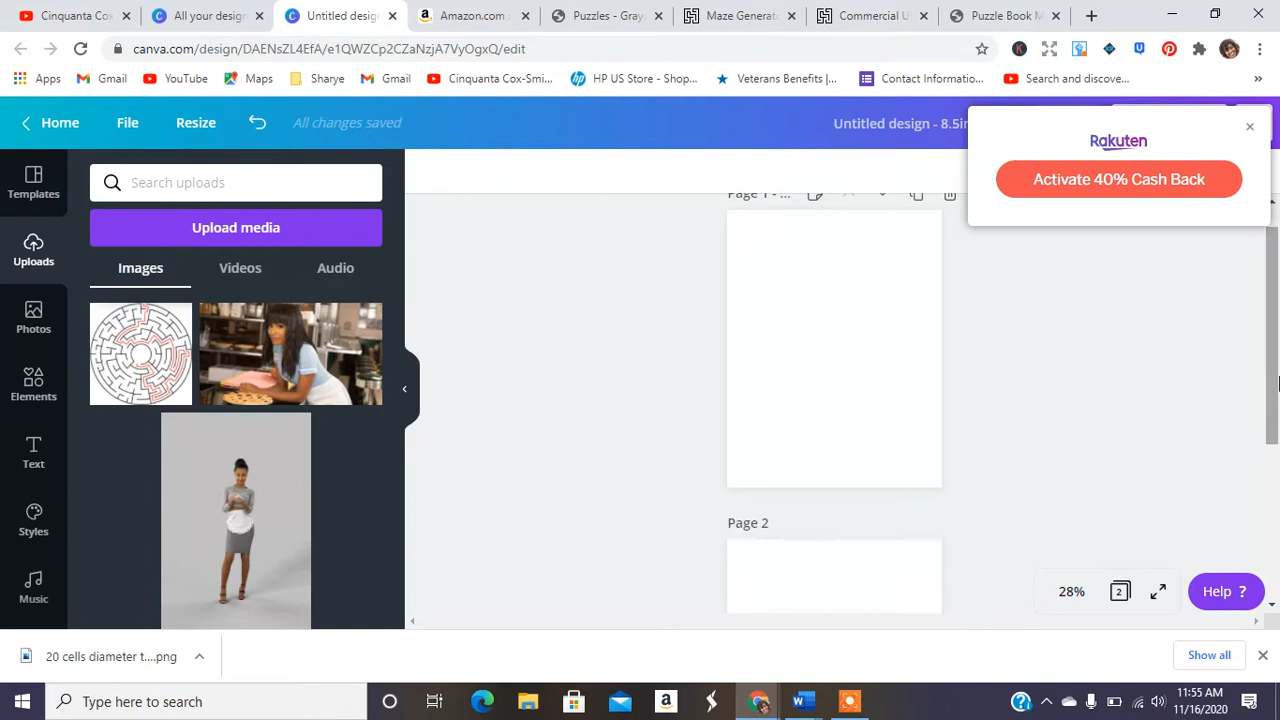 Cinquanta Cox
All your desig
Untitled desig
Amazon.com
Puzzles - Gray
Maze Generat
Commercial U
Puzzle Book M
canva.com/design/DAENsZL4EfA/e1QWZCp2CZaNzjA7VyOgxQ/edit
Apps
Gmail
YouTube
Maps
Sharye
Gmail
Cinquanta Cox-Smi...
HP US Store - Shop...
Veterans Benefits |...
Contact Informatio...
Search and discove...
Home
File
Resize
All changes saved
Untitled design - 8.5in
Rakuten
Activate 40% Cash Back
Templates
Uploads
Photos
Elements
Text
Styles
Music
Search uploads
Upload media
Images
Videos
Audio
Page 1 - ...
Page 2
28%
2
Help ?
20 cells diameter t....png
Show all
Type here to search
11:55 AM
11/16/2020